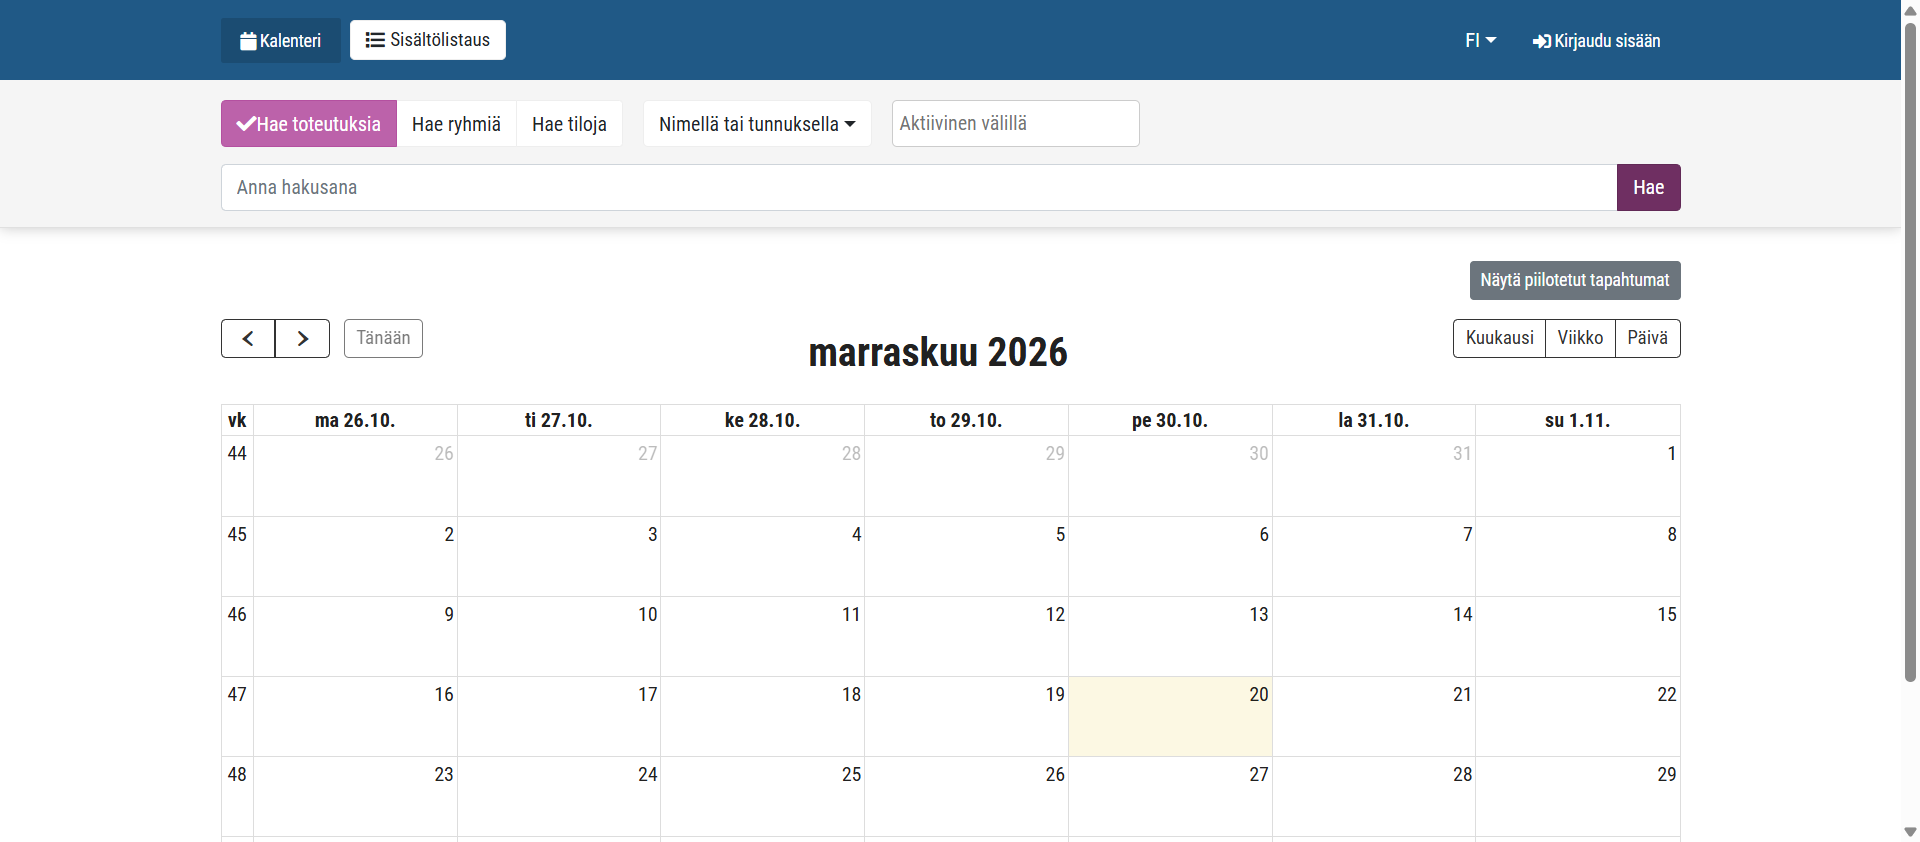 Kalenteri Sisältölistaus FI Kirjaudu sisään
Hae toteutuksia Hae ryhmiä Hae tiloja Nimellä tai tunnuksella Aktiivinen välillä
Anna hakusana Hae
Näytä piilotetut tapahtumat
Tänään marraskuu 2026 Kuukausi Viikko Päivä
vk ma 26.10. ti 27.10. ke 28.10. to 29.10. pe 30.10. la 31.10. su 1.11.
44 26 27 28 29 30 31 1
45 2 3 4 5 6 7 8
46 9 10 11 12 13 14 15
47 16 17 18 19 20 21 22
48 23 24 25 26 27 28 29